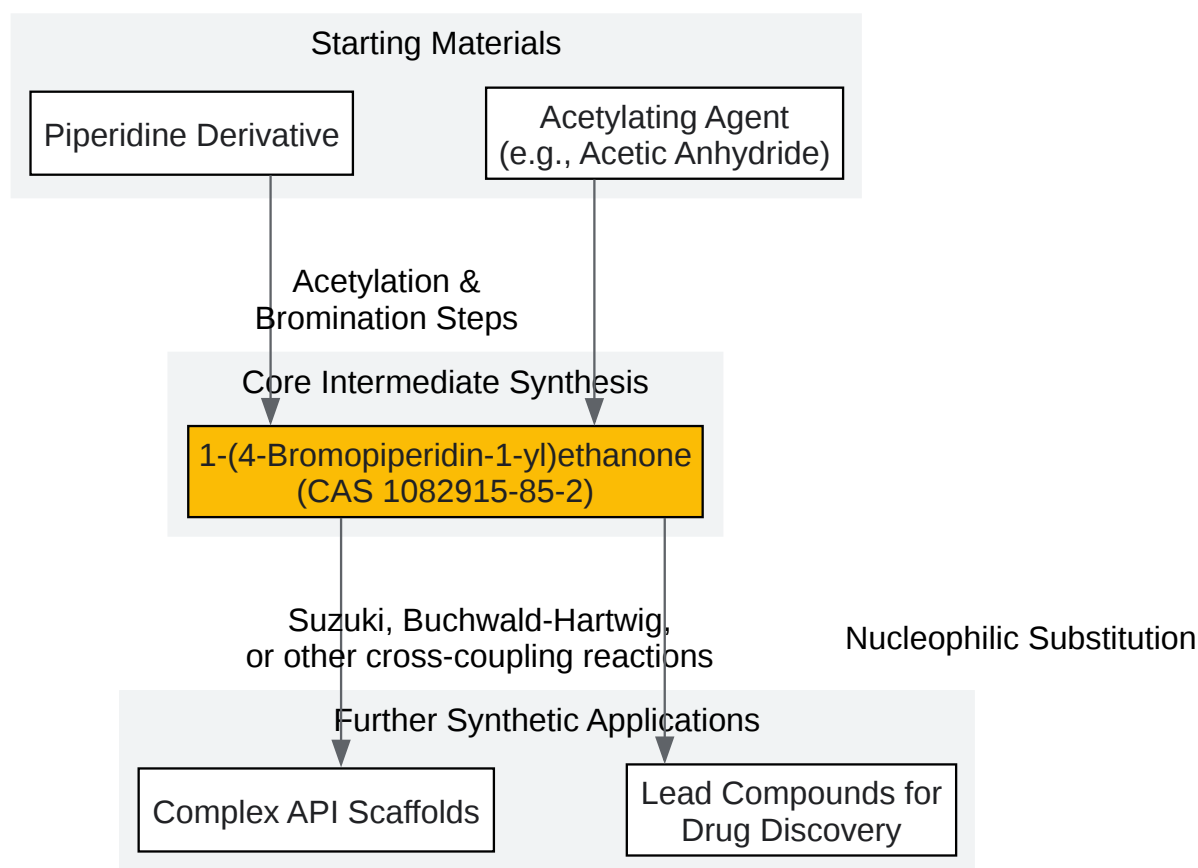 Starting Materials
Piperidine Derivative
Acetylating Agent
(e.g., Acetic Anhydride)
Acetylation &
Bromination Steps
Core Intermediate Synthesis
1-(4-Bromopiperidin-1-yl)ethanone
(CAS 1082915-85-2)
Suzuki, Buchwald-Hartwig,
or other cross-coupling reactions
Nucleophilic Substitution
Further Synthetic Applications
Complex API Scaffolds
Lead Compounds for
Drug Discovery